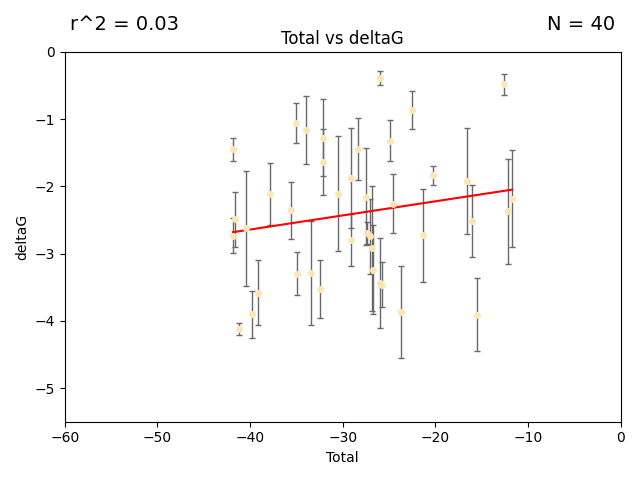 r^2 = 0.03
N = 40
Total vs deltaG
0
−1
−2
−3
−4
−5
deltaG
−60
−50
−40
−30
−20
−10
0
Total